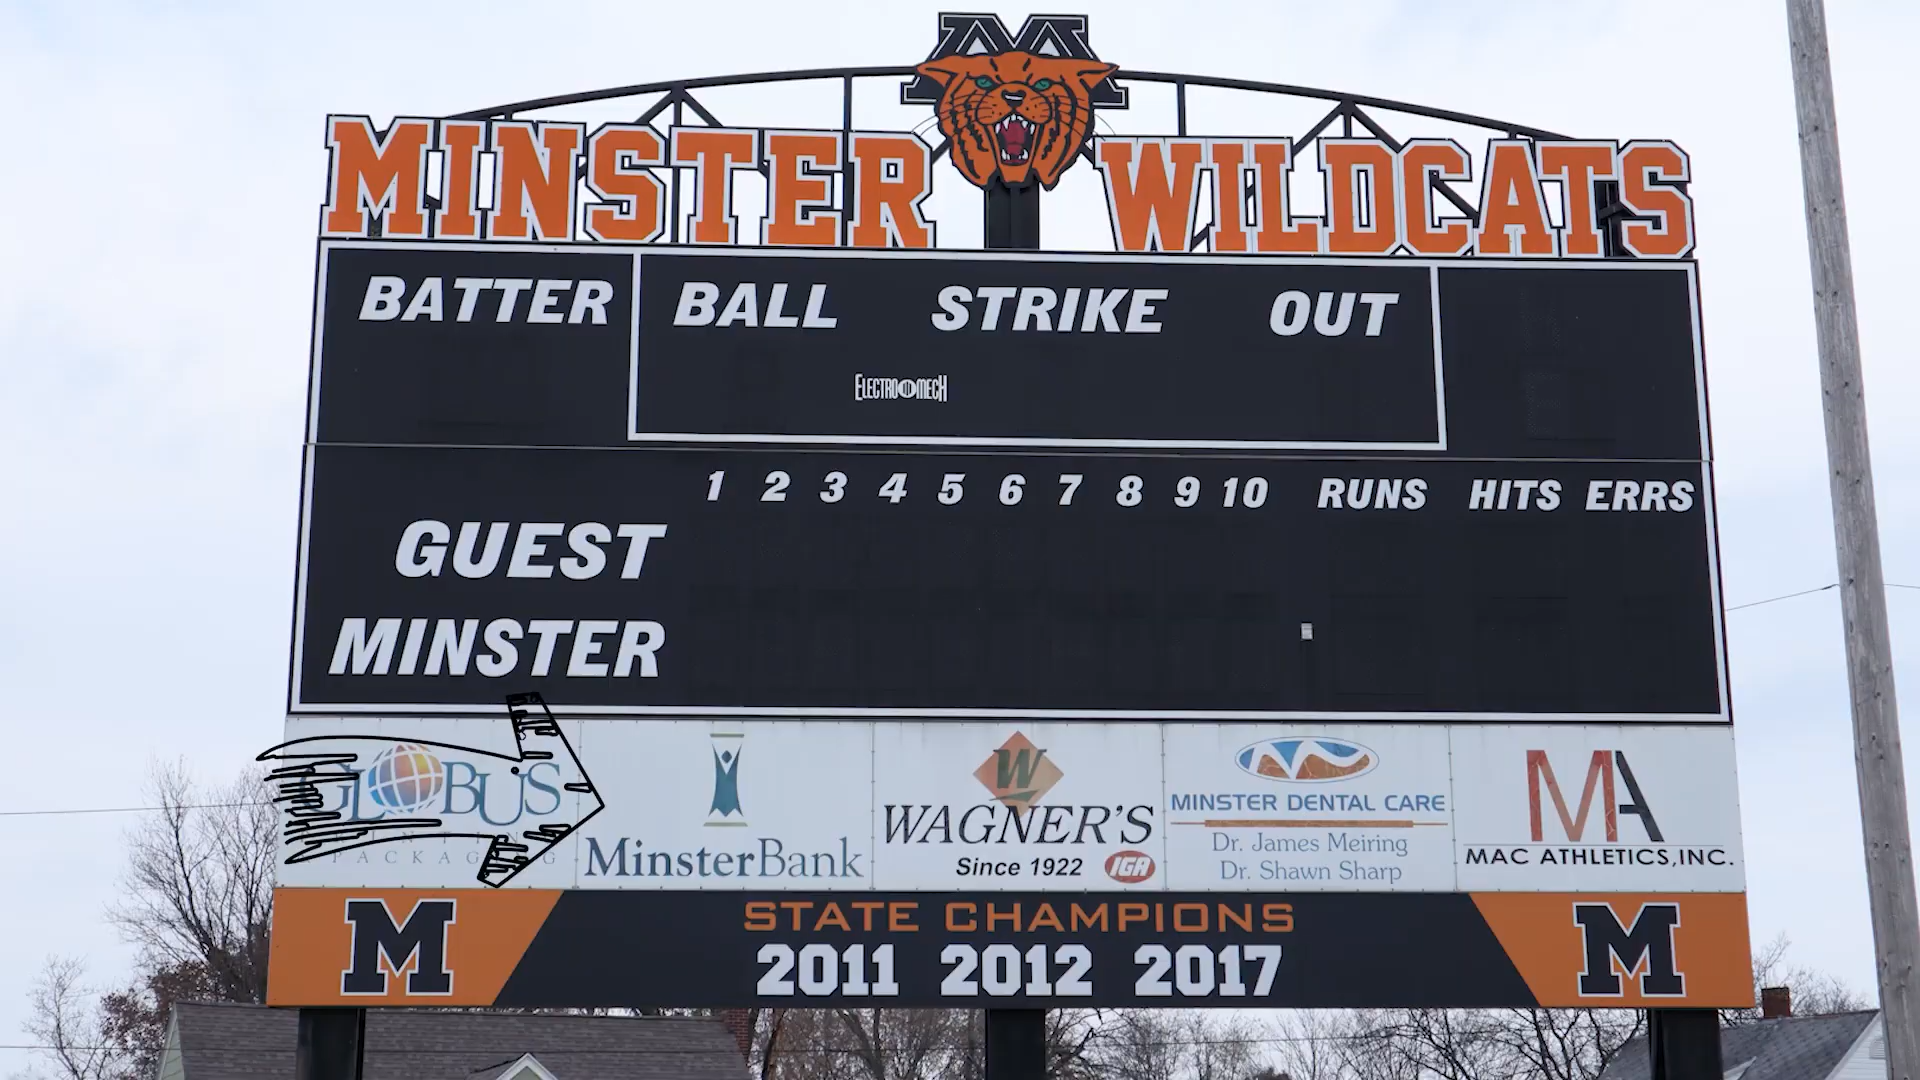 M
MINSTER WILDCATS
BATTER BALL STRIKE OUT
ELECTRO MECH
1 2 3 4 5 6 7 8 9 10 RUNS HITS ERRS
GUEST
MINSTER
GLOBUS
PACKAGING
MinsterBank
W
WAGNER'S
Since 1922 IGA
MINSTER DENTAL CARE
Dr. James Meiring
Dr. Shawn Sharp
MA
MAC ATHLETICS, INC.
M STATE CHAMPIONS M
2011 2012 2017